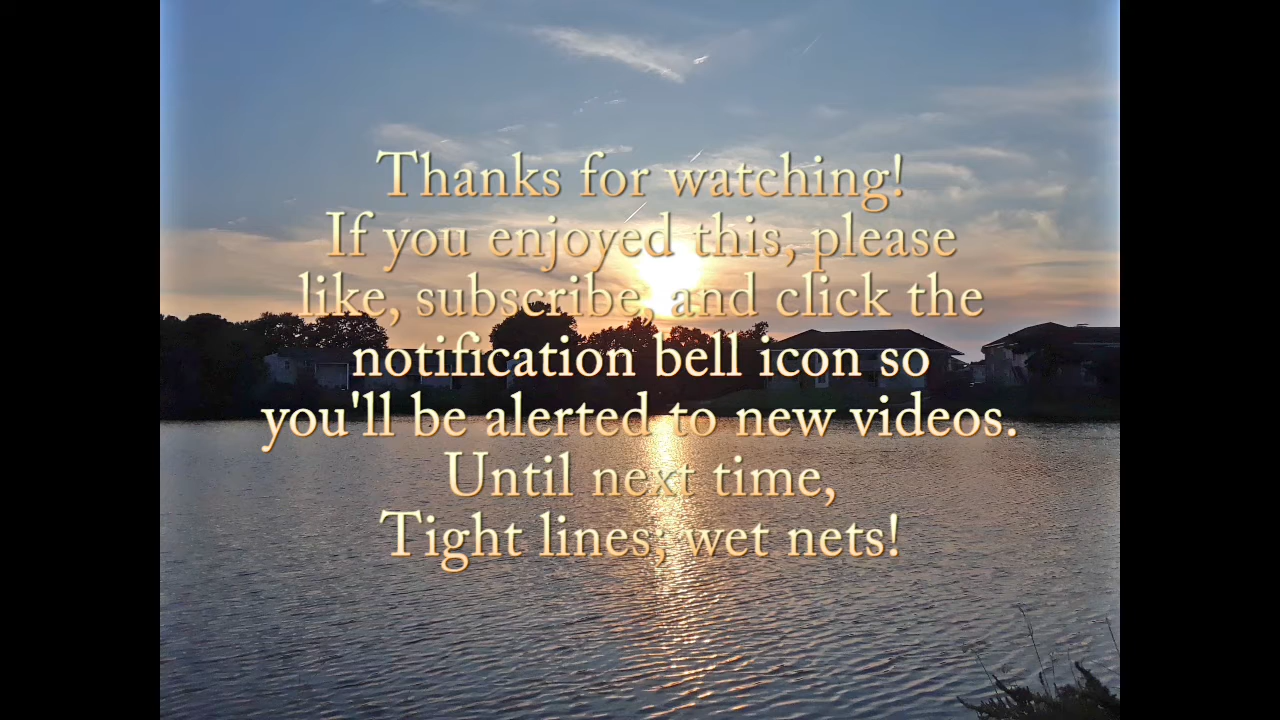 Thanks for watching!
If you enjoyed this, please
like, subscribe, and click the
notification bell icon so
you'll be alerted to new videos.
Until next time,
Tight lines; wet nets!